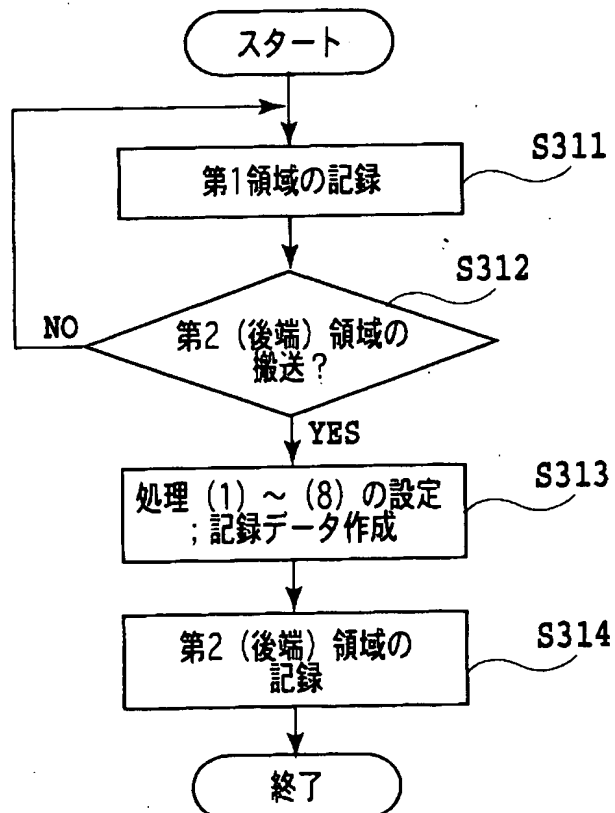 スタート
S311
第1領域の記録
S312
NO
第2（後端）領域の
搬送？
YES
S313
処理（1）～（8）の設定
；記録データ作成
S314
第2（後端）領域の
記録
終了